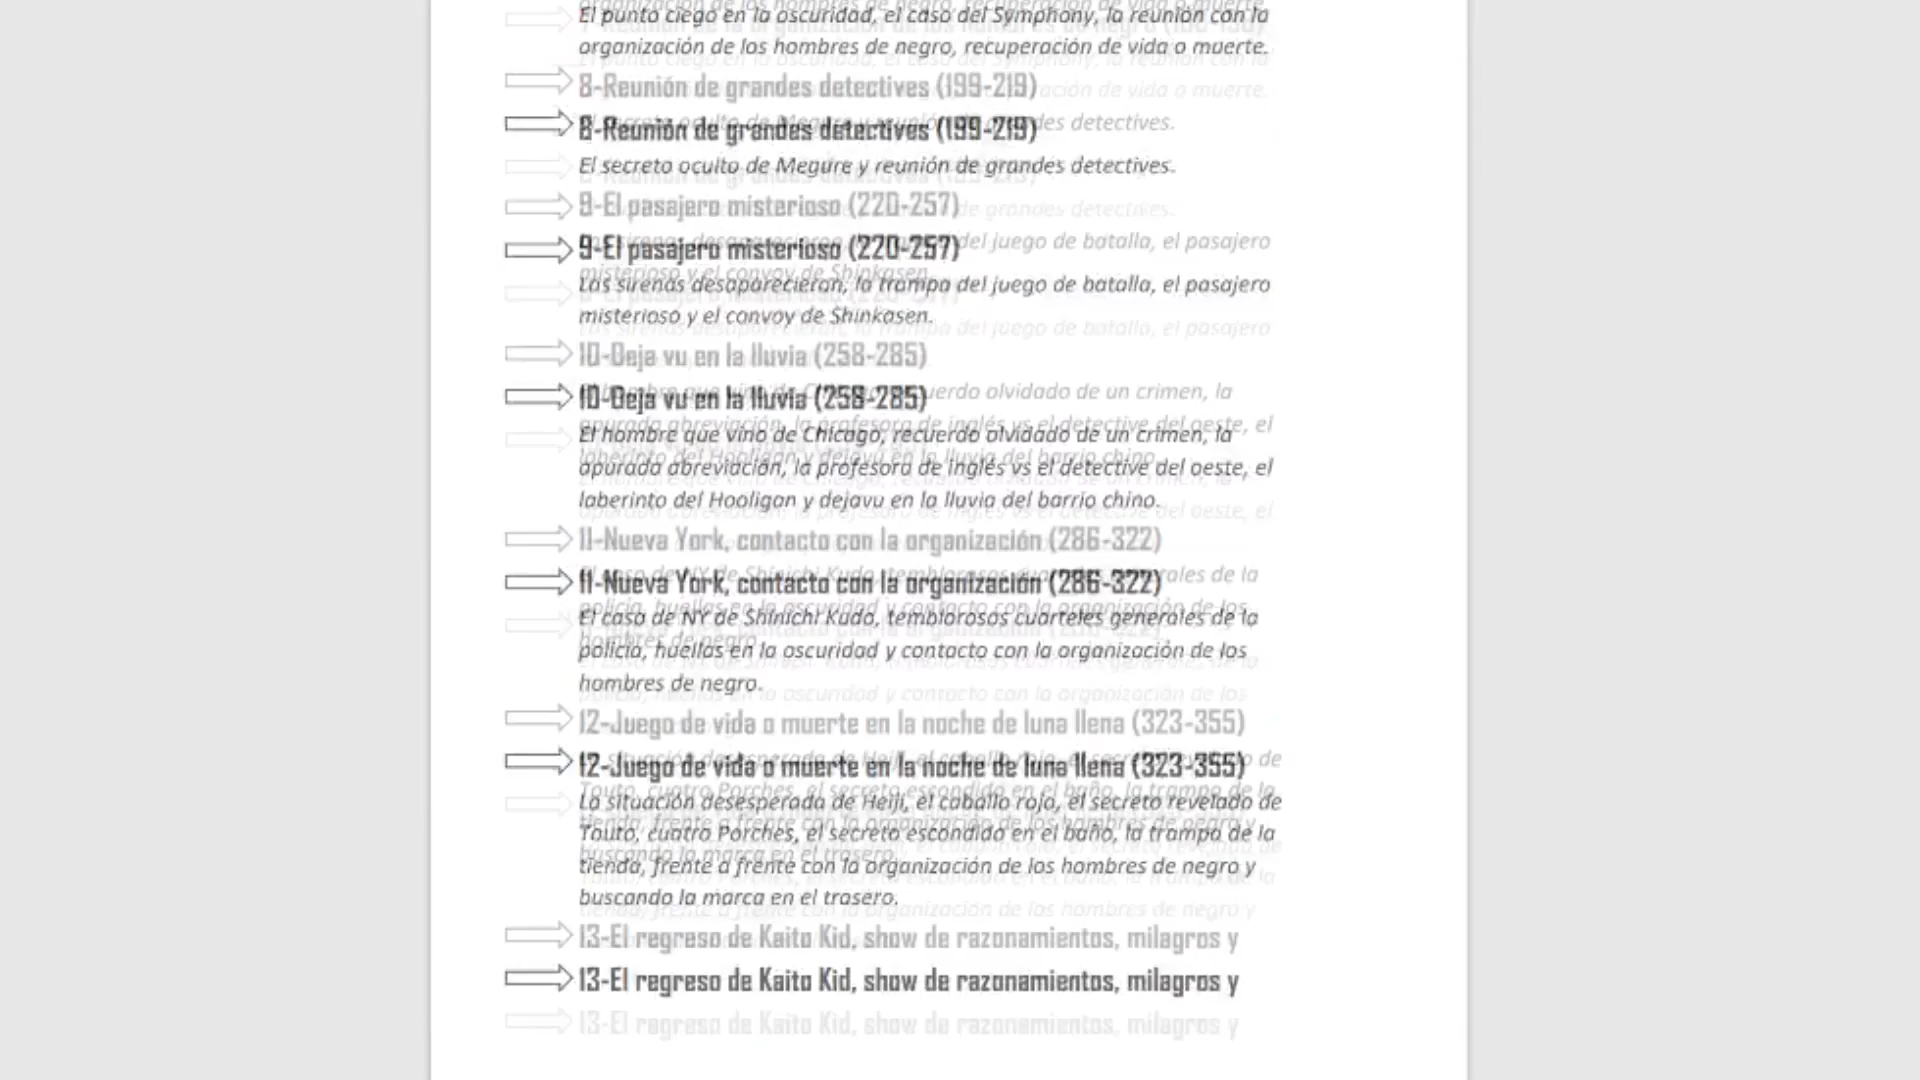 El punto ciego en la oscuridad, el caso del Symphony, la reunión con la
organización de los hombres de negro, recuperación de vida o muerte.
8-Reunión de grandes detectives (199-219)
El secreto oculto de Megure y reunión de grandes detectives.
9-El pasajero misterioso (220-257)
Las sirenas desaparecieron, la trampa del juego de batalla, el pasajero
misterioso y el convoy de Shinkasen.
10-Deja vu en la lluvia (258-285)
El hombre que vino de Chicago, recuerdo olvidado de un crimen, la
apurada abreviación, la profesora de inglés vs el detective del oeste, el
laberinto del Hooligan y dejavu en la lluvia del barrio chino.
11-Nueva York, contacto con la organización (286-322)
El caso de NY de Shinichi Kudo, temblorosos cuarteles generales de la
policía, huellas en la oscuridad y contacto con la organización de los
hombres de negro.
12-Juego de vida o muerte en la noche de luna llena (323-355)
La situación desesperada de Heiji, el caballo rojo, el secreto revelado de
Touto, cuatro Porches, el secreto escondido en el baño, la trampa de la
tienda, frente a frente con la organización de los hombres de negro y
buscando la marca en el trasero.
13-El regreso de Kaito Kid, show de razonamientos, milagros y